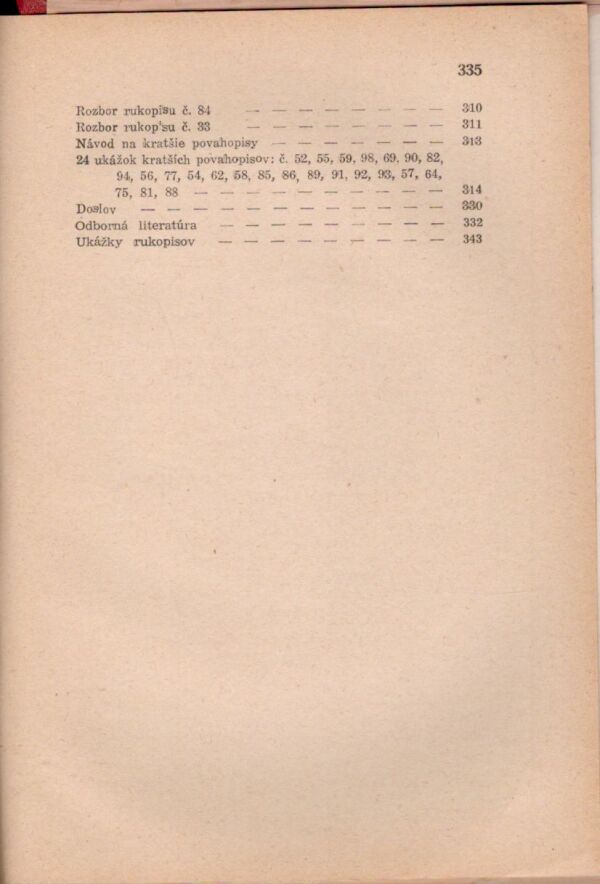 335
Rozbor rukopisu č. 84 — — — — — — — — 310
Rozbor rukop'su č. 33 — — — — — — — — 311
Návod na kratšie povahopisy — — — — — — — 313
24 ukážok kratších povahopisov: č. 52, 55, 59, 98, 69, 90, 82,
94, 56, 77, 54, 62, 58, 85, 86, 89, 91, 92, 93, 57, 64,
75, 81, 88 — — — — — — — — — — 314
Doslov — — — — — — — — — — — — 330
Odborná literatúra — — — — — — — — — 332
Ukážky rukopisov — — — — — — — — — 343